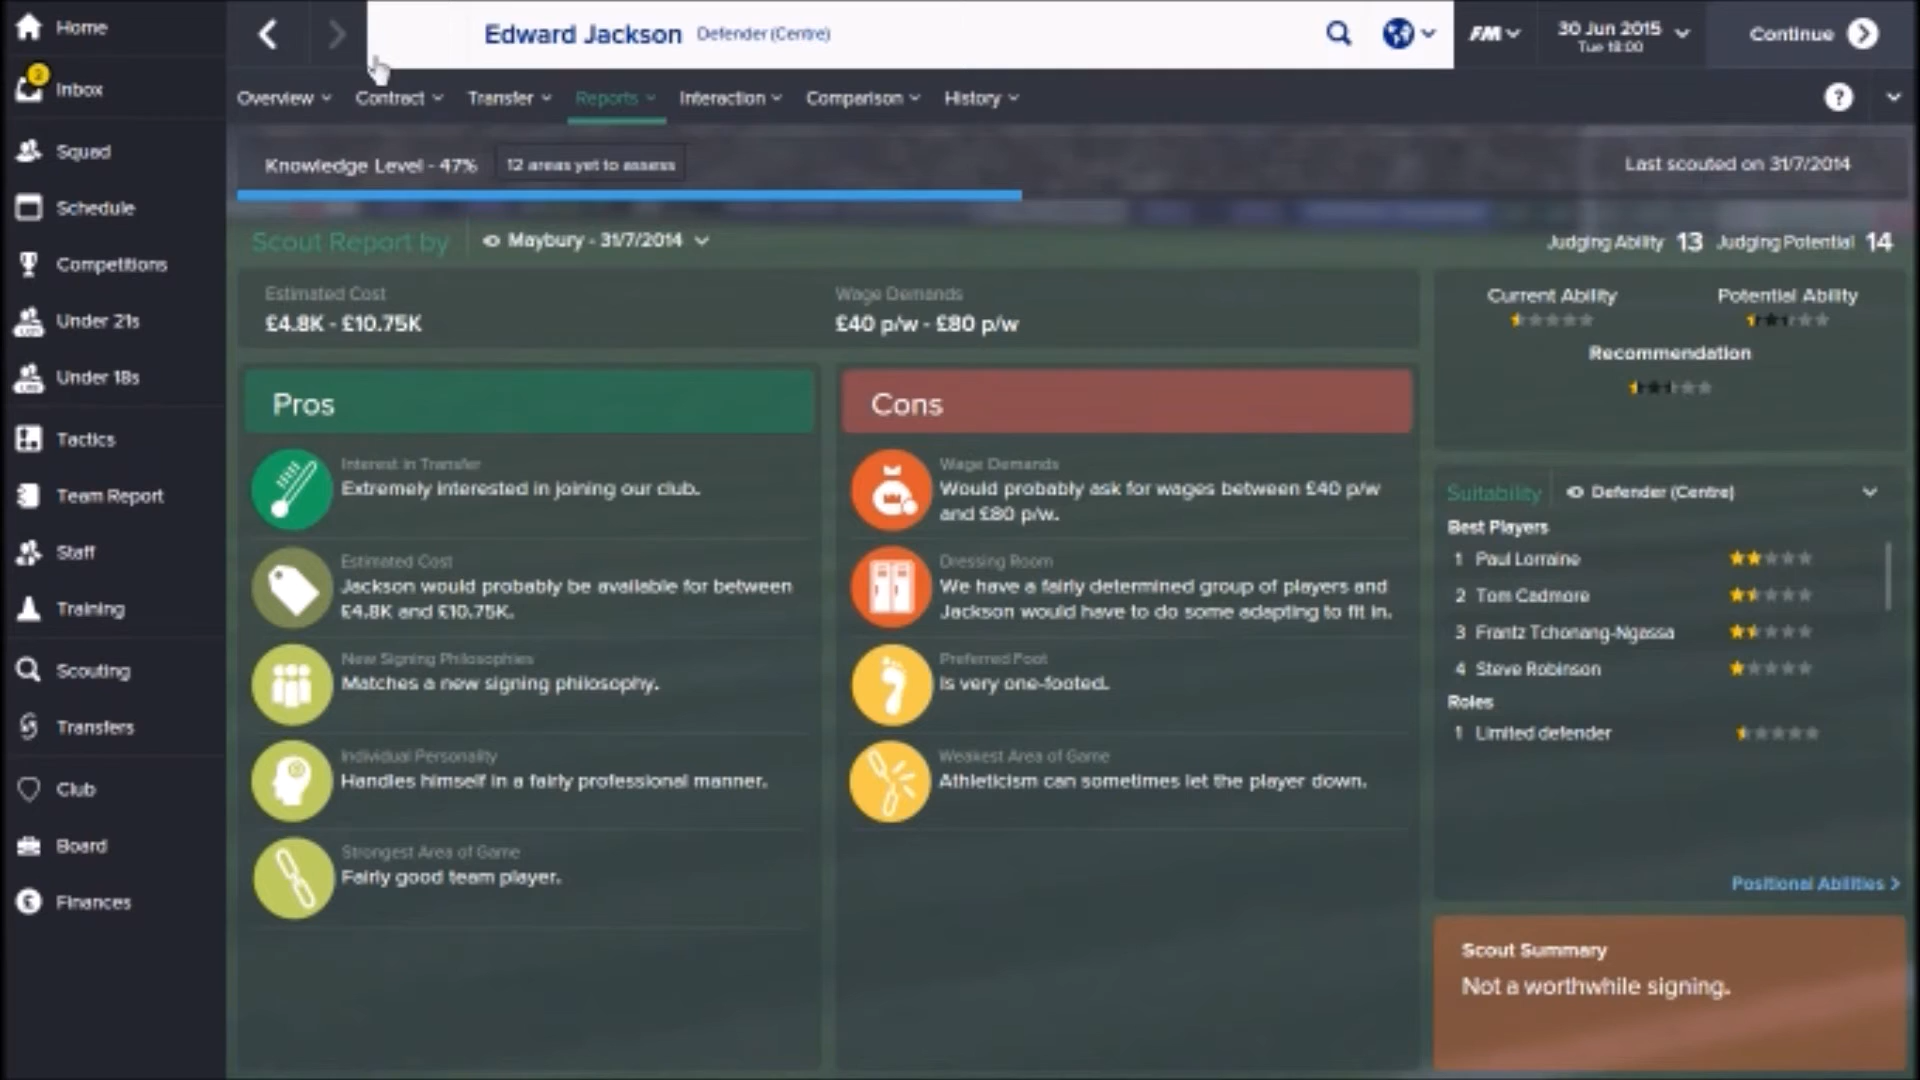 Home
Edward Jackson Defender (Centre)
FM
30 Jun 2015
Tue 18:00
Continue
2
Inbox
Overview Contract Transfer Reports Interaction Comparison History
?
Squad
Schedule
Competitions
Under 21s
Under 18s
Tactics
Team Report
Staff
Training
Scouting
Transfers
Club
Board
Finances
Knowledge Level - 47% 12 areas yet to assess
Last scouted on 31/7/2014
Scout Report by Maybury - 31/7/2014
Judging Ability 13 Judging Potential 14
Estimated Cost
£4.8K - £10.75K
Wage Demands
£40 p/w - £80 p/w
Current Ability
Potential Ability
Recommendation
Pros
Interest in Transfer
Extremely interested in joining our club.
Estimated Cost
Jackson would probably be available for between
£4.8K and £10.75K.
New Signing Philosophies
Matches a new signing philosophy.
Individual Personality
Handles himself in a fairly professional manner.
Strongest Area of Game
Fairly good team player.
Cons
Wage Demands
Would probably ask for wages between £40 p/w
and £80 p/w.
Dressing Room
We have a fairly determined group of players and
Jackson would have to do some adapting to fit in.
Preferred Foot
Is very one-footed.
Weakest Area of Game
Athleticism can sometimes let the player down.
Suitability Defender (Centre)
Best Players
1 Paul Lorraine
2 Tom Cadmore
3 Frantz Tchonang-Ngassa
4 Steve Robinson
Roles
1 Limited defender
Positional Abilities >
Scout Summary
Not a worthwhile signing.